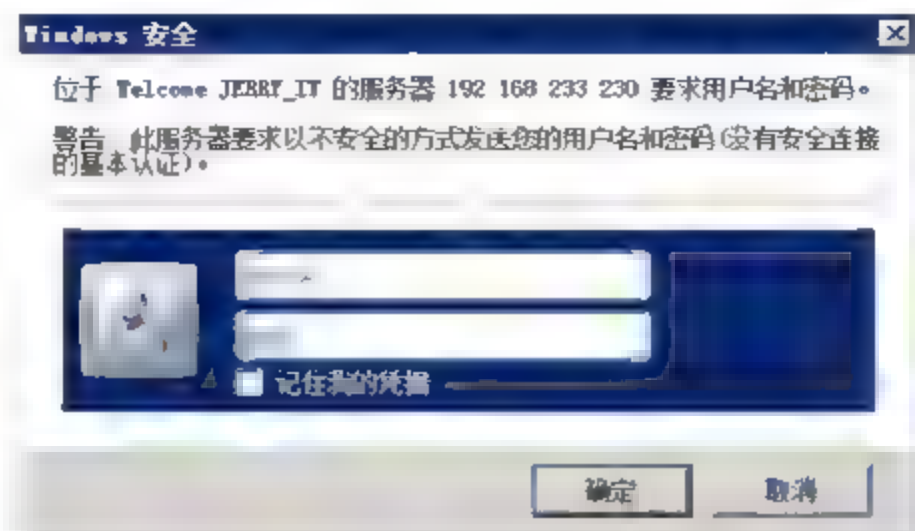 Windows 安全
位于 Welcome JERRY_IT 的服务器 192 168 233 230 要求用户名和密码。
警告 此服务器要求以不安全的方式发送您的用户名和密码(没有安全连接
的基本认证)。
记住我的凭据
确定
取消